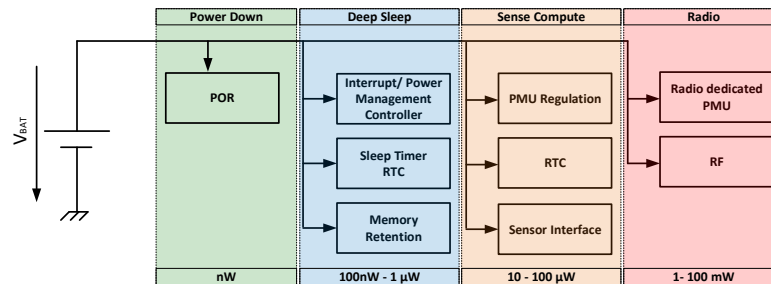 Power Down
Deep Sleep
Sense Compute
Radio
V_BAT
POR
Interrupt/ Power
Management
Controller
PMU Regulation
Radio dedicated
PMU
Sleep Timer
RTC
RTC
RF
Memory
Retention
Sensor Interface
nW
100nW - 1 µW
10 - 100 µW
1- 100 mW